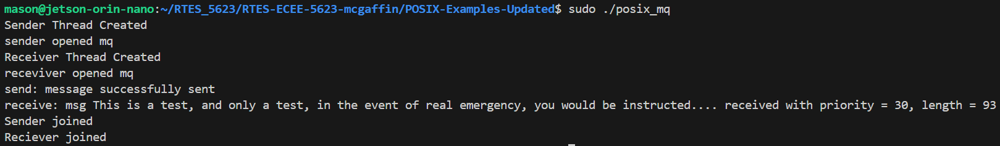 mason@jetson-orin-nano:~/RTES_5623/RTES-ECEE-5623-mcgaffin/POSIX-Examples-Updated$ sudo ./posix_mq
Sender Thread Created
sender opened mq
Receiver Thread Created
receviver opened mq
send: message successfully sent
receive: msg This is a test, and only a test, in the event of real emergency, you would be instructed.... received with priority = 30, length = 93
Sender joined
Reciever joined